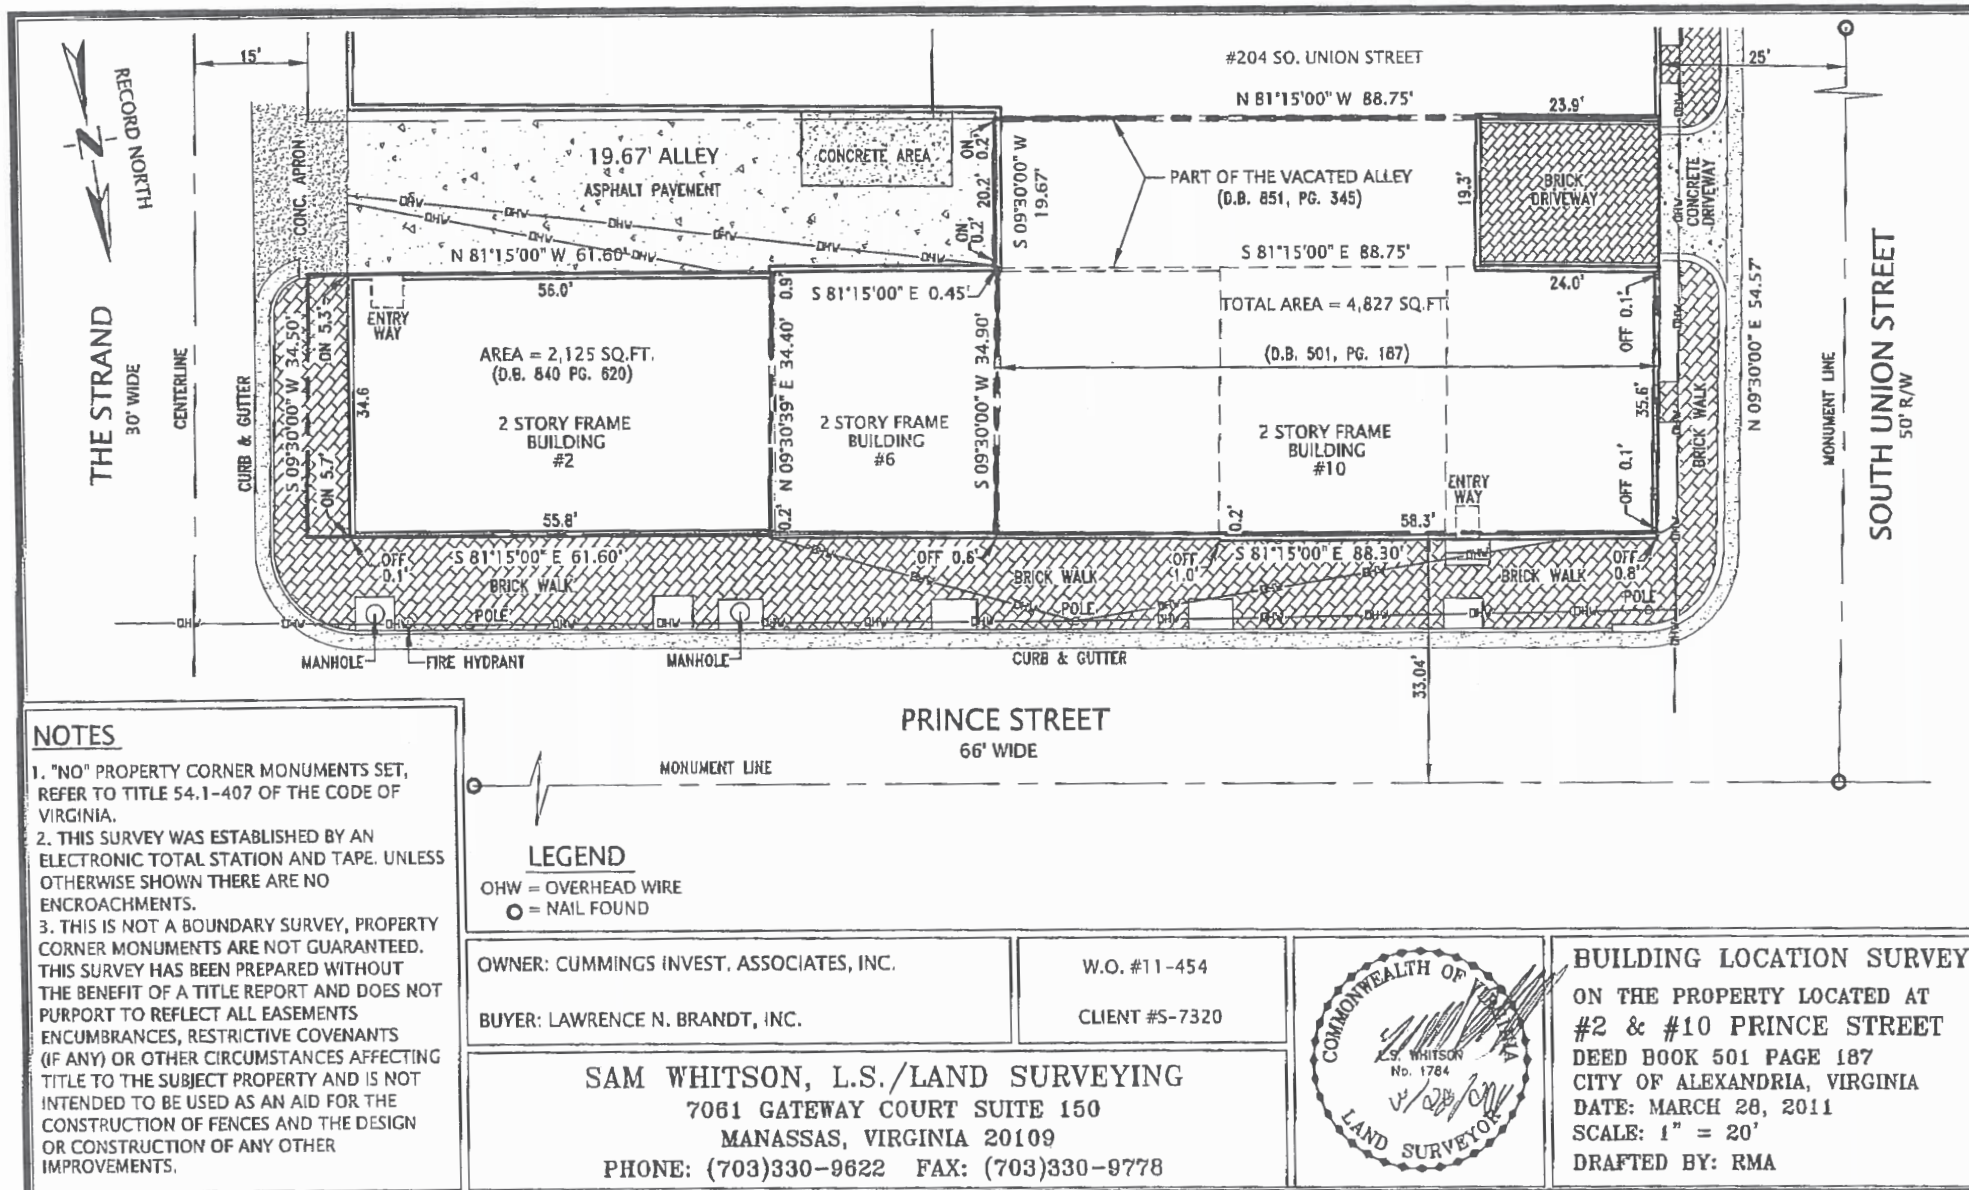 RECORD NORTH
N
15'
#204 SO. UNION STREET
N 81°15'00" W 88.75'
23.9'
25'
CONC. APRON
19.67' ALLEY
ASPHALT PAVEMENT
CONCRETE AREA
ON
0.2'
20.2'
ON
0.2'
S 09°30'00" W
19.67'
PART OF THE VACATED ALLEY
(D.B. 851, PG. 345)
19.3'
BRICK
DRIVEWAY
CONCRETE
DRIVEWAY
OHW
N 81°15'00" W 61.60'
S 81°15'00" E 88.75'
56.0'
0.9'
S 81°15'00" E 0.45'
24.0'
ENTRY
WAY
TOTAL AREA = 4,827 SQ.FT.
OFF 0.1'
THE STRAND
30' WIDE
CENTERLINE
CURB & GUTTER
S 09°30'00" W 34.50'
ON 5.3'
ON 5.7'
34.6
AREA = 2,125 SQ.FT.
(D.B. 840 PG. 620)
2 STORY FRAME
BUILDING
#2
N 09°30'39" E 34.40'
0.2'
2 STORY FRAME
BUILDING
#6
S 09°30'00" W 34.90'
(D.B. 501, PG. 187)
2 STORY FRAME
BUILDING
#10
ENTRY
WAY
35.6'
OFF 0.1'
BRICK WALK
N 09°30'00" E 54.57'
MONUMENT LINE
SOUTH UNION STREET
50' R/W
55.8'
0.2'
58.3'
OFF
0.1'
S 81°15'00" E 61.60'
BRICK WALK
OFF 0.6'
BRICK WALK
OFF
1.0'
S 81°15'00" E 88.30'
BRICK WALK
OFF
0.8'
POLE
POLE
POLE
OHW
MANHOLE
FIRE HYDRANT
MANHOLE
CURB & GUTTER
33.04'
PRINCE STREET
66' WIDE
MONUMENT LINE
NOTES
1. "NO" PROPERTY CORNER MONUMENTS SET,
REFER TO TITLE 54.1-407 OF THE CODE OF
VIRGINIA.
2. THIS SURVEY WAS ESTABLISHED BY AN
ELECTRONIC TOTAL STATION AND TAPE. UNLESS
OTHERWISE SHOWN THERE ARE NO
ENCROACHMENTS.
3. THIS IS NOT A BOUNDARY SURVEY, PROPERTY
CORNER MONUMENTS ARE NOT GUARANTEED.
THIS SURVEY HAS BEEN PREPARED WITHOUT
THE BENEFIT OF A TITLE REPORT AND DOES NOT
PURPORT TO REFLECT ALL EASEMENTS
ENCUMBRANCES, RESTRICTIVE COVENANTS
(IF ANY) OR OTHER CIRCUMSTANCES AFFECTING
TITLE TO THE SUBJECT PROPERTY AND IS NOT
INTENDED TO BE USED AS AN AID FOR THE
CONSTRUCTION OF FENCES AND THE DESIGN
OR CONSTRUCTION OF ANY OTHER
IMPROVEMENTS.
LEGEND
OHW = OVERHEAD WIRE
O = NAIL FOUND
OWNER: CUMMINGS INVEST. ASSOCIATES, INC.
BUYER: LAWRENCE N. BRANDT, INC.
W.O. #11-454
CLIENT #S-7320
SAM WHITSON, L.S./LAND SURVEYING
7061 GATEWAY COURT SUITE 150
MANASSAS, VIRGINIA 20109
PHONE: (703)330-9622 FAX: (703)330-9778
COMMONWEALTH OF VIRGINIA
L.S. WHITSON
No. 1784
LAND SURVEYOR
BUILDING LOCATION SURVEY
ON THE PROPERTY LOCATED AT
#2 & #10 PRINCE STREET
DEED BOOK 501 PAGE 187
CITY OF ALEXANDRIA, VIRGINIA
DATE: MARCH 28, 2011
SCALE: 1" = 20'
DRAFTED BY: RMA